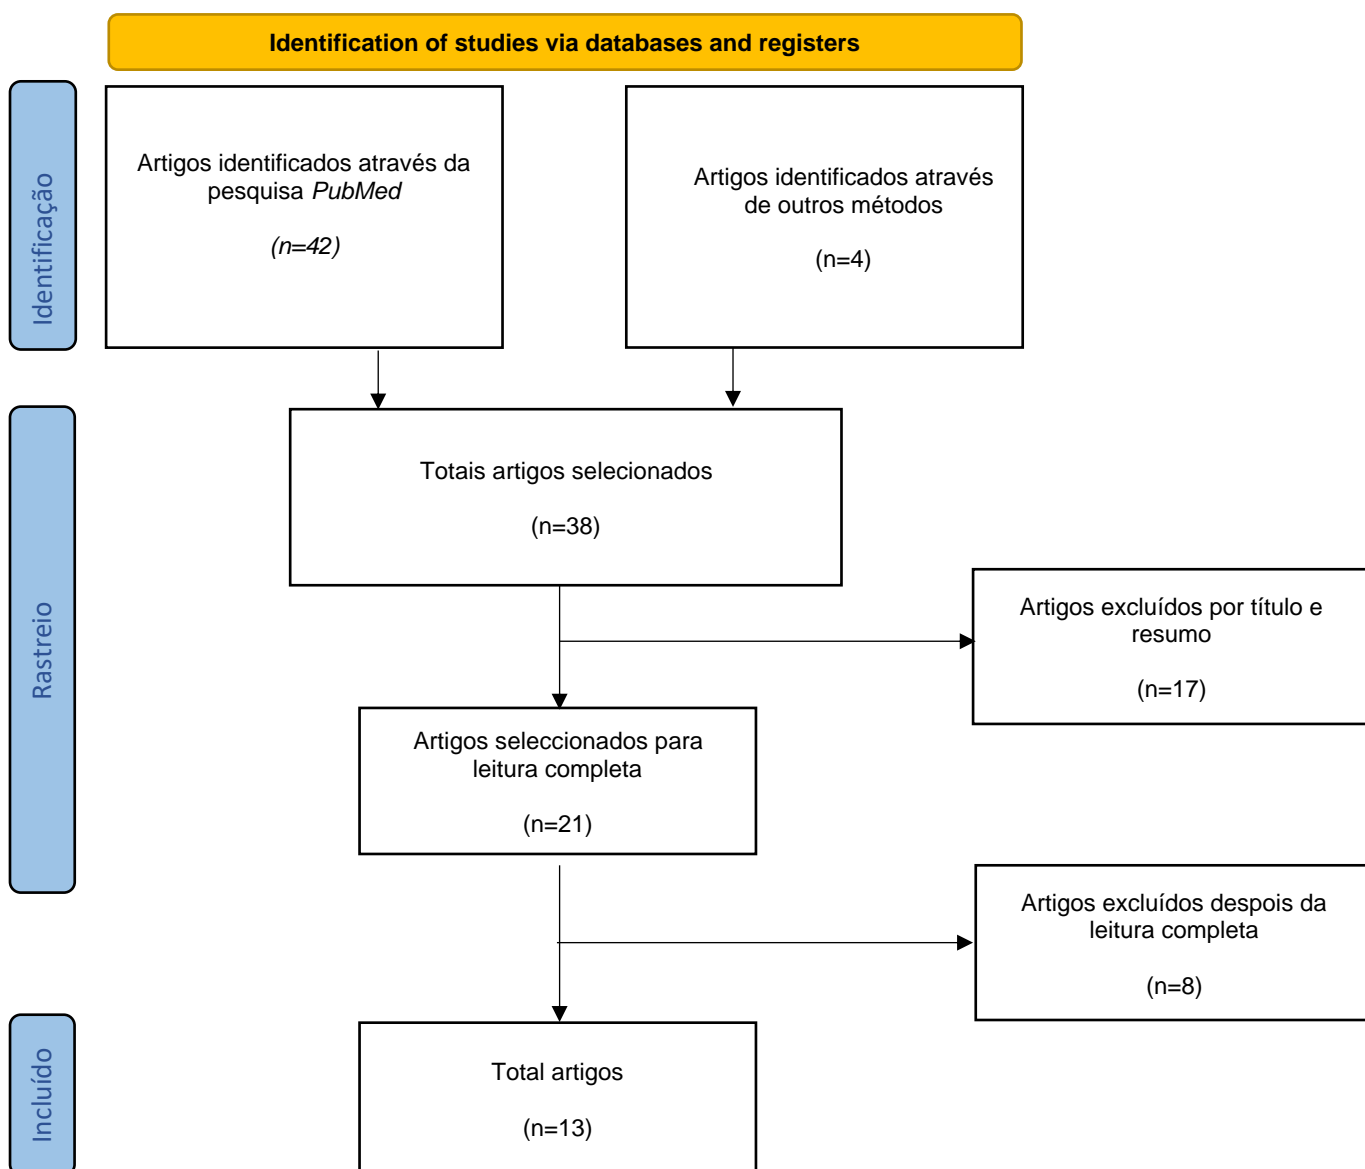 Identification of studies via databases and registers
Identificação
Artigos identificados através da
pesquisa PubMed
(n=42)
Artigos identificados através
de outros métodos
(n=4)
Rastreio
Totais artigos selecionados
(n=38)
Artigos excluídos por título e
resumo
(n=17)
Artigos seleccionados para
leitura completa
(n=21)
Artigos excluídos despois da
leitura completa
(n=8)
Incluído
Total artigos
(n=13)